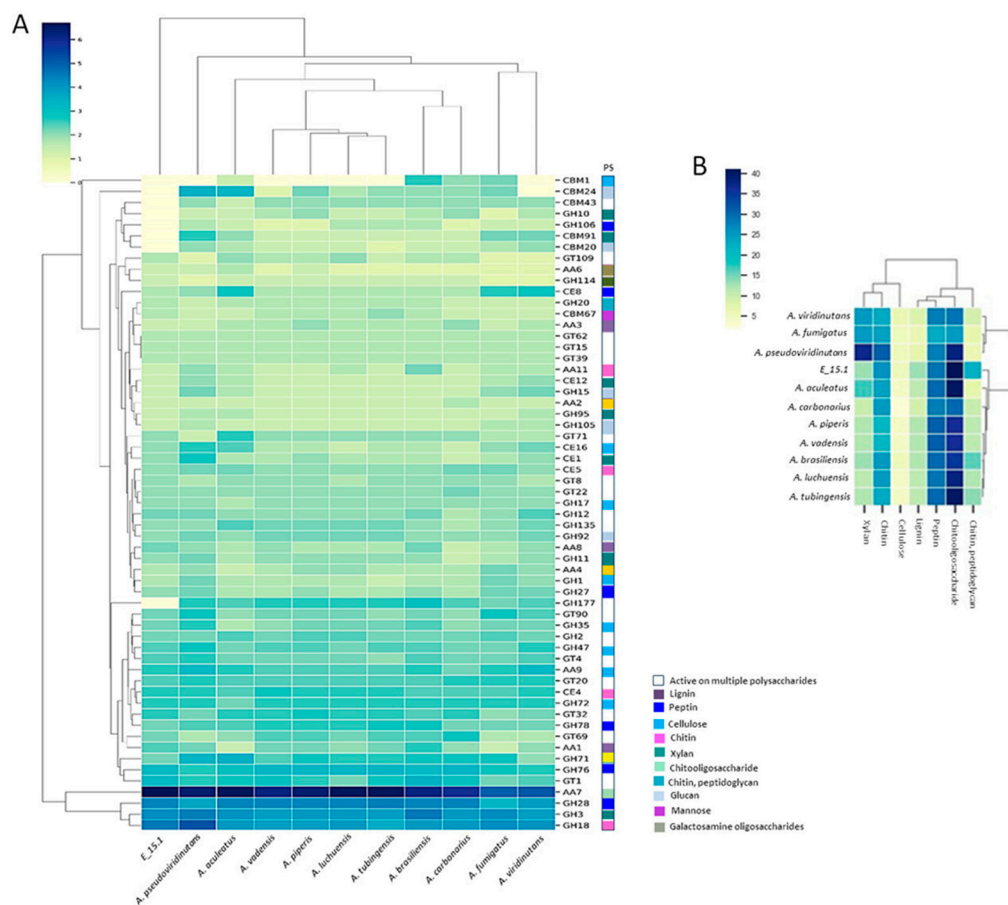 A
6
5
4
3
2
1
0
PS
CBM1
CBM24
CBM43
GH10
GH106
CBM91
CBM20
GT109
AA6
GH114
CE8
GH20
CBM67
AA3
GT62
GT15
GT39
AA11
CE12
GH15
AA2
GH95
GH105
GT71
CE16
CE1
CE5
GT8
GT22
GH17
GH12
GH135
GH92
AA8
GH11
AA4
GH1
GH27
GH177
GT90
GH35
GH2
GH47
GT4
AA9
GT20
CE4
GH72
GT32
GH78
GT69
AA1
GH71
GH76
GT1
AA7
GH28
GH3
GH18
E_15.1
A. pseudoviridinutans
A. aculeatus
A. vadensis
A. piperis
A. luchuensis
A. tubingensis
A. brasiliensis
A. carbonarius
A. fumigatus
A. viridinutans
B
40
35
30
25
20
15
10
5
A. viridinutans
A. fumigatus
A. pseudoviridinutans
E_15.1
A. aculeatus
A. carbonarius
A. piperis
A. vadensis
A. brasiliensis
A. luchuensis
A. tubingensis
Xylan
Chitin
Cellulose
Lignin
Peptin
Chitooligosaccharide
Chitin, peptidoglycan
Active on multiple polysaccharides
Lignin
Peptin
Cellulose
Chitin
Xylan
Chitooligosaccharide
Chitin, peptidoglycan
Glucan
Mannose
Galactosamine oligosaccharides